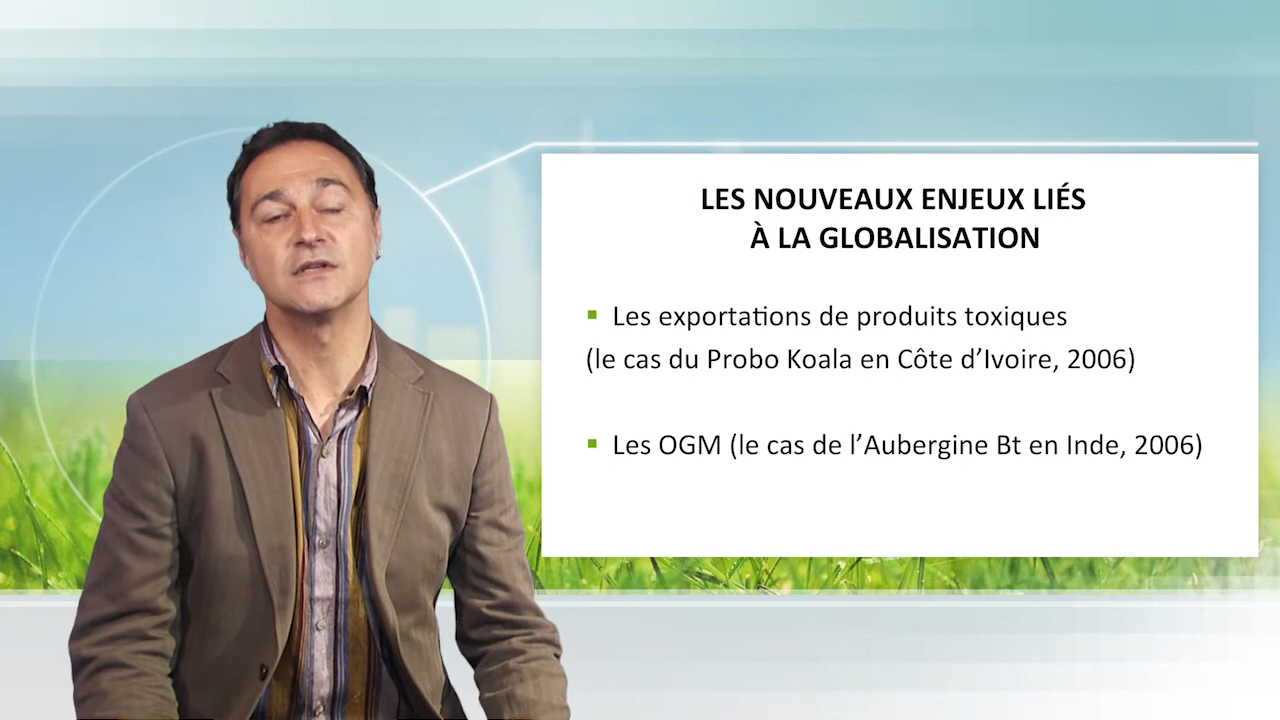 LES NOUVEAUX ENJEUX LIÉS
À LA GLOBALISATION
▪ Les exportations de produits toxiques
(le cas du Probo Koala en Côte d’Ivoire, 2006)
▪ Les OGM (le cas de l’Aubergine Bt en Inde, 2006)